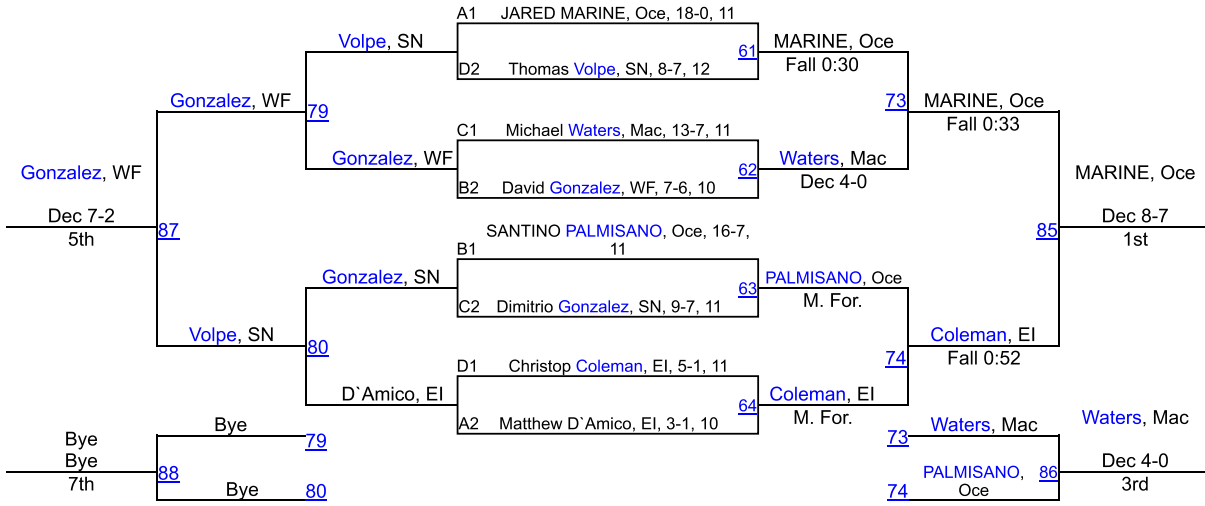 A1 JARED MARINE, Oce, 18-0, 11
Volpe, SN
61
MARINE, Oce
Fall 0:30
D2 Thomas Volpe, SN, 8-7, 12
Gonzalez, WF
79
73
MARINE, Oce
Fall 0:33
C1 Michael Waters, Mac, 13-7, 11
Gonzalez, WF
62
Waters, Mac
Dec 4-0
B2 David Gonzalez, WF, 7-6, 10
Gonzalez, WF
Dec 7-2
5th
87
MARINE, Oce
Dec 8-7
1st
85
SANTINO PALMISANO, Oce, 16-7,
11
B1
Gonzalez, SN
63
PALMISANO, Oce
M. For.
C2 Dimitrio Gonzalez, SN, 9-7, 11
Volpe, SN
80
74
Coleman, EI
Fall 0:52
D1 Christop Coleman, EI, 5-1, 11
D`Amico, EI
64
Coleman, EI
M. For.
A2 Matthew D`Amico, EI, 3-1, 10
Bye
Bye
7th
Bye
79
88
Bye
80
73
Waters, Mac
Waters, Mac
Dec 4-0
3rd
86
74
PALMISANO,
Oce